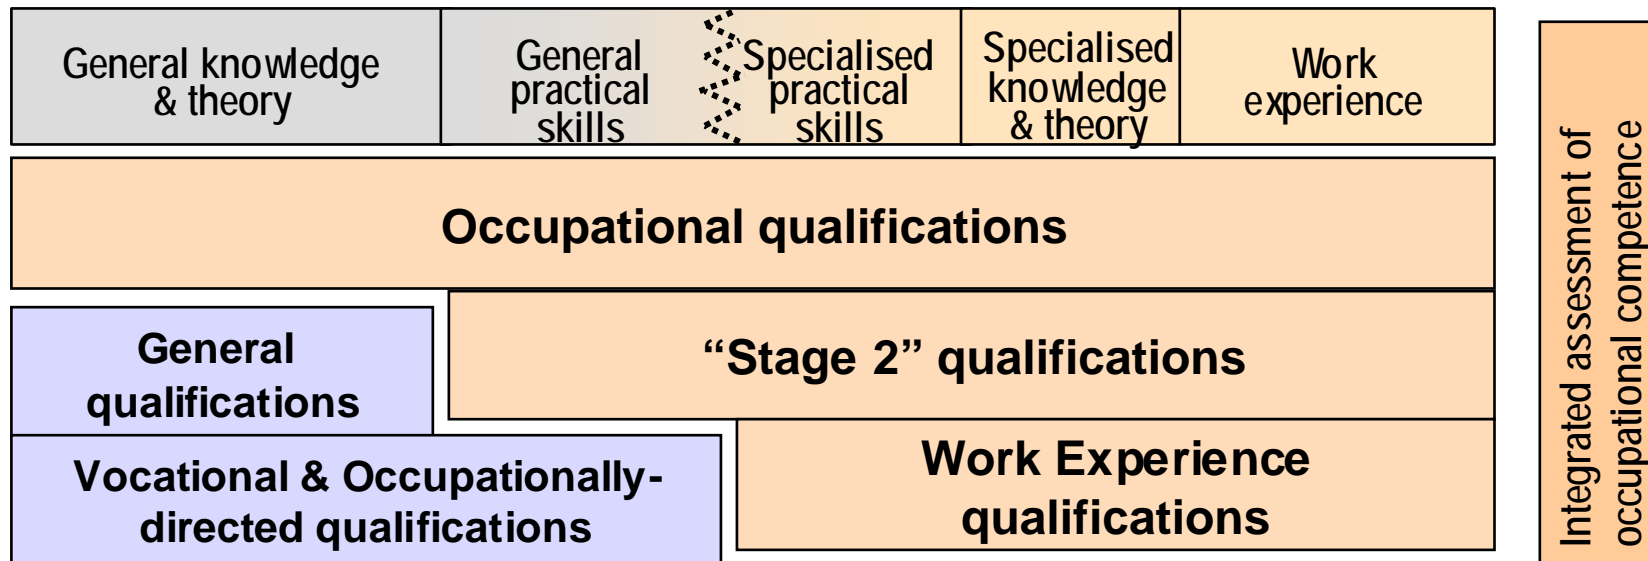 General knowledge
& theory
General
practical
skills
Specialised
practical
skills
Specialised
knowledge
& theory
Work
experience
Occupational qualifications
General
qualifications
“Stage 2” qualifications
Vocational & Occupationally-
directed qualifications
Work Experience
qualifications
Integrated assessment of
occupational competence